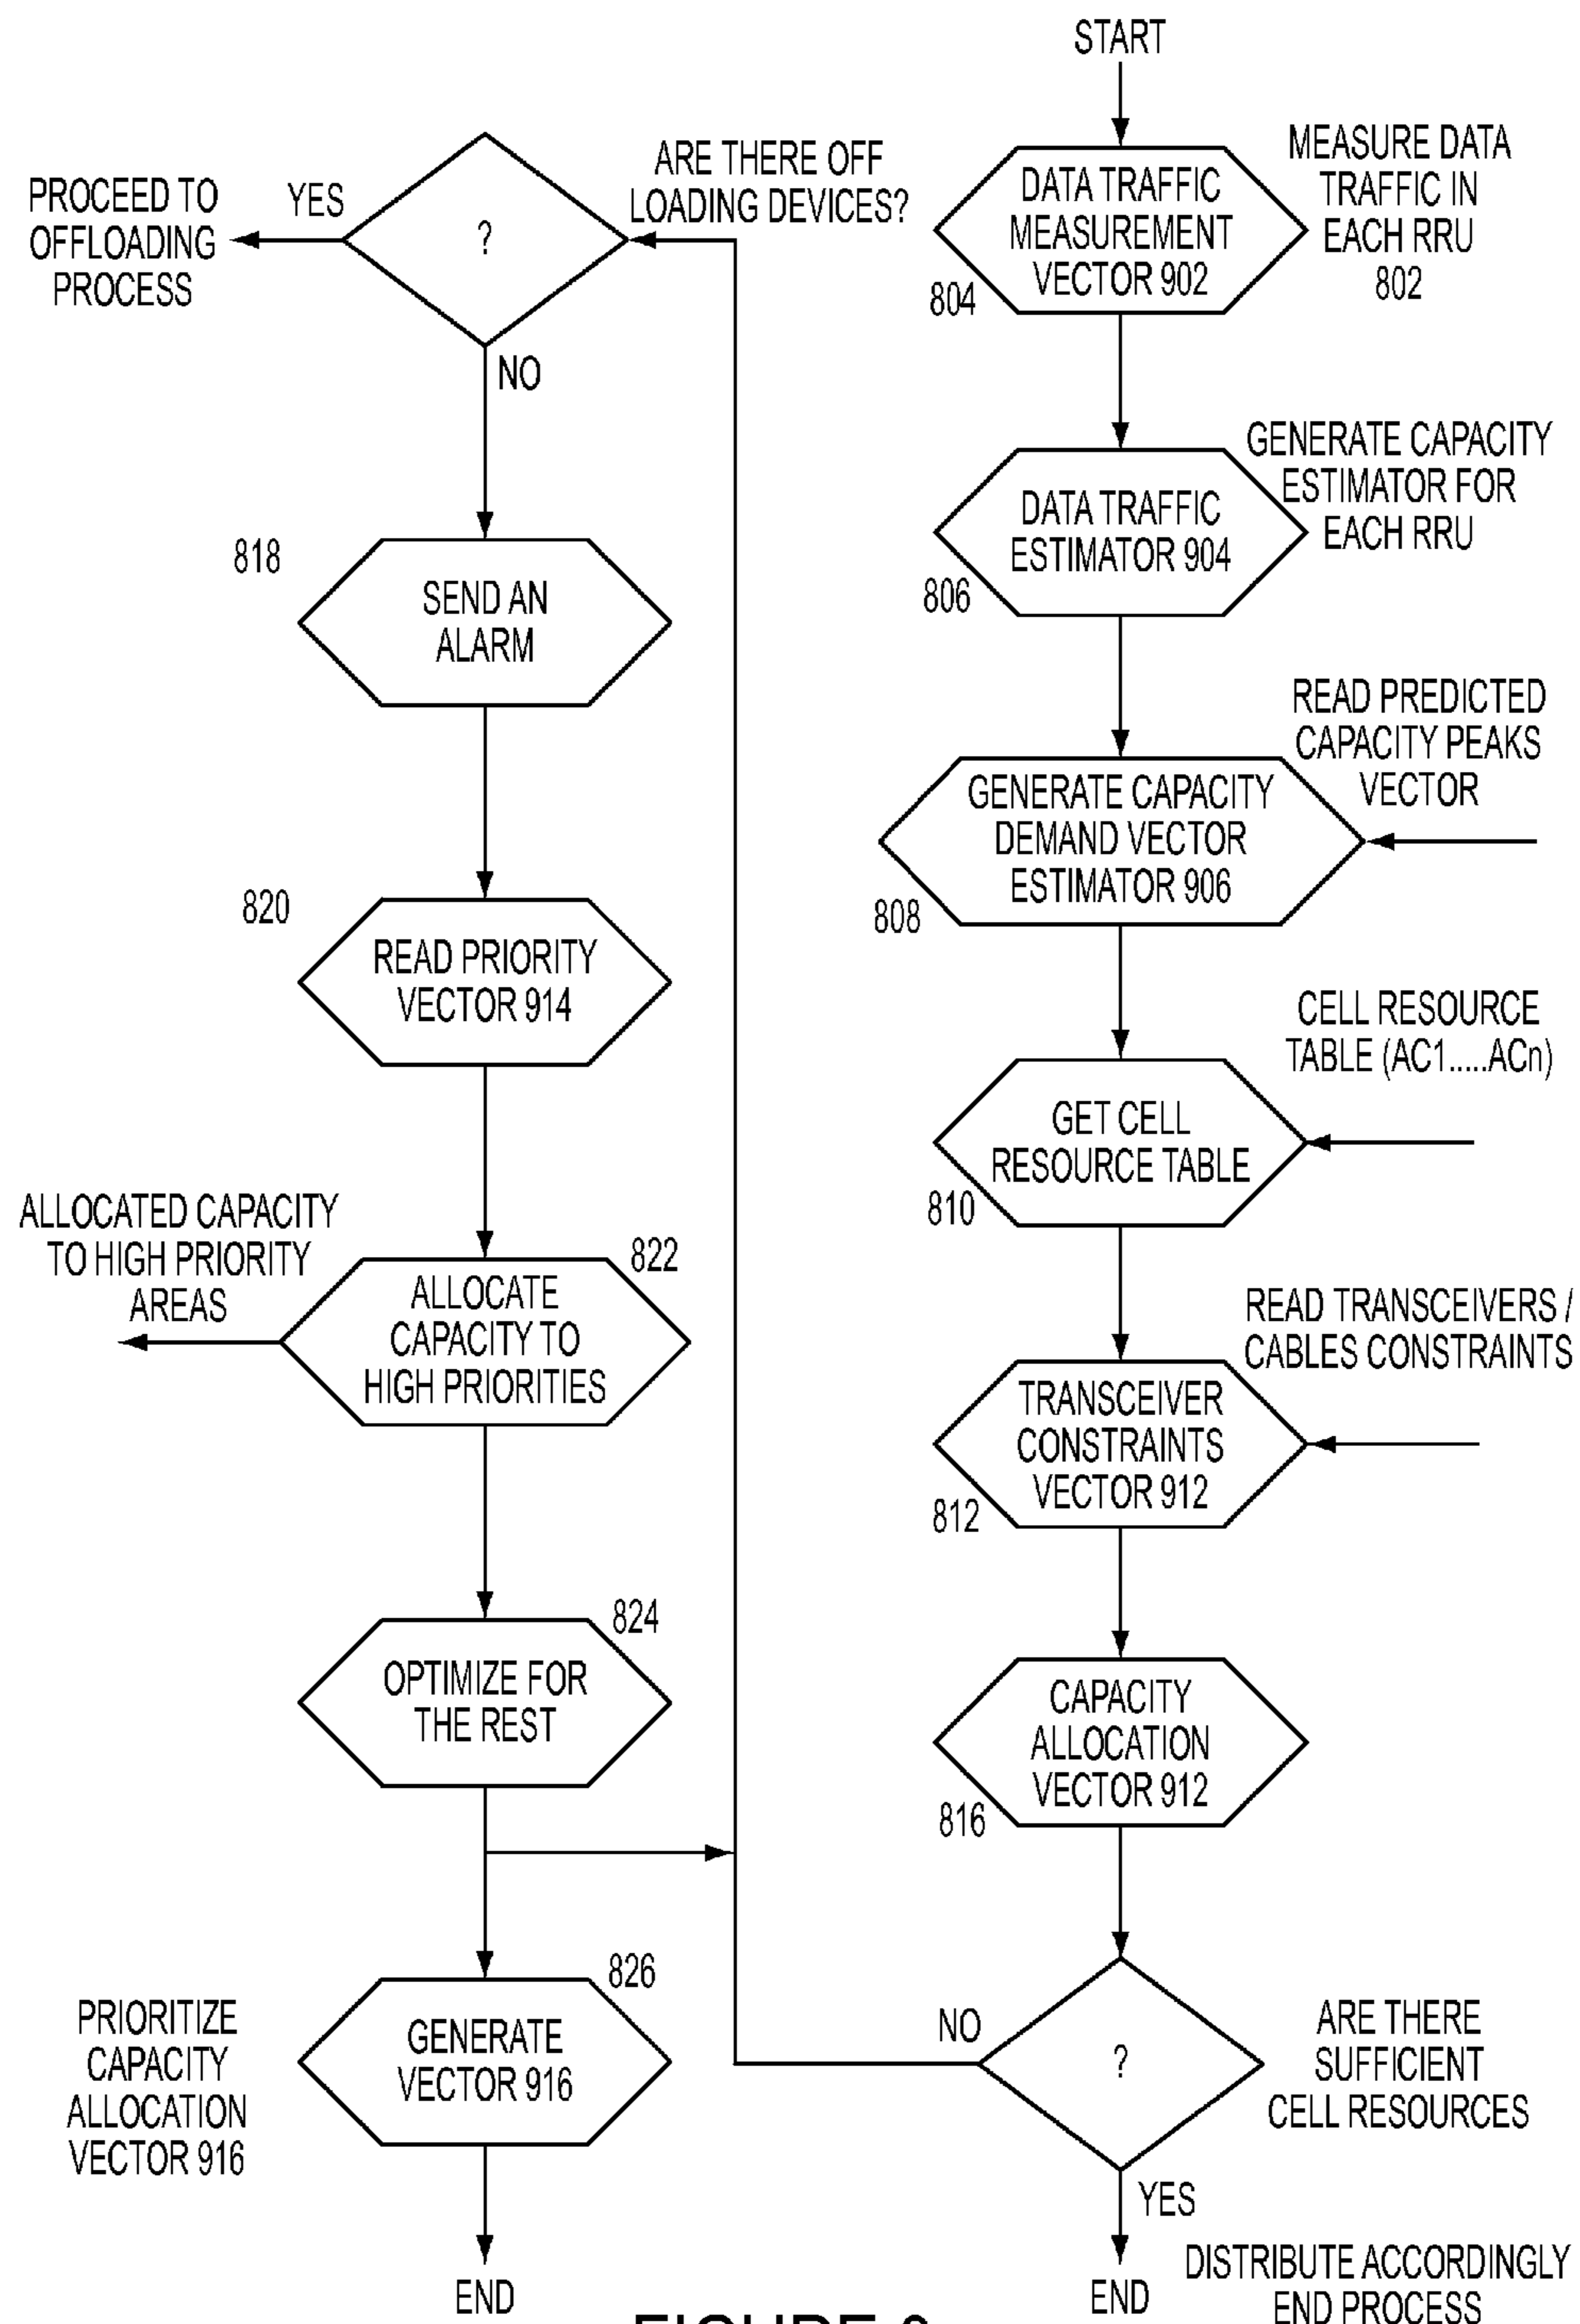 START
DATA TRAFFIC
MEASUREMENT
VECTOR 902
804
MEASURE DATA
TRAFFIC IN
EACH RRU
802
DATA TRAFFIC
ESTIMATOR 904
806
GENERATE CAPACITY
ESTIMATOR FOR
EACH RRU
READ PREDICTED
CAPACITY PEAKS
VECTOR
GENERATE CAPACITY
DEMAND VECTOR
ESTIMATOR 906
808
CELL RESOURCE
TABLE (AC1.....ACn)
GET CELL
RESOURCE TABLE
810
READ TRANSCEIVERS /
CABLES CONSTRAINTS
TRANSCEIVER
CONSTRAINTS
VECTOR 912
812
CAPACITY
ALLOCATION
VECTOR 912
816
NO
?
ARE THERE
SUFFICIENT
CELL RESOURCES
YES
END
DISTRIBUTE ACCORDINGLY
END PROCESS
ARE THERE OFF
LOADING DEVICES?
?
YES
PROCEED TO
OFFLOADING
PROCESS
NO
818
SEND AN
ALARM
820
READ PRIORITY
VECTOR 914
ALLOCATED CAPACITY
TO HIGH PRIORITY
AREAS
822
ALLOCATE
CAPACITY TO
HIGH PRIORITIES
824
OPTIMIZE FOR
THE REST
826
GENERATE
VECTOR 916
PRIORITIZE
CAPACITY
ALLOCATION
VECTOR 916
END